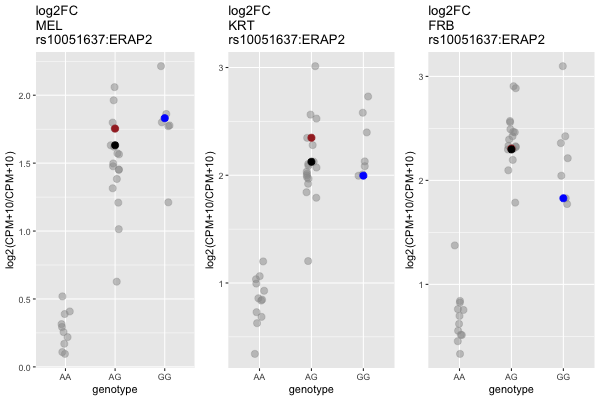 log2FC
MEL
rs10051637:ERAP2
log2(CPM+10/CPM+10)
2.0
1.5
1.0
0.5
0.0
AA AG GG
genotype
log2FC
KRT
rs10051637:ERAP2
log2(CPM+10/CPM+10)
3
2
1
AA AG GG
genotype
log2FC
FRB
rs10051637:ERAP2
log2(CPM+10/CPM+10)
3
2
1
AA AG GG
genotype